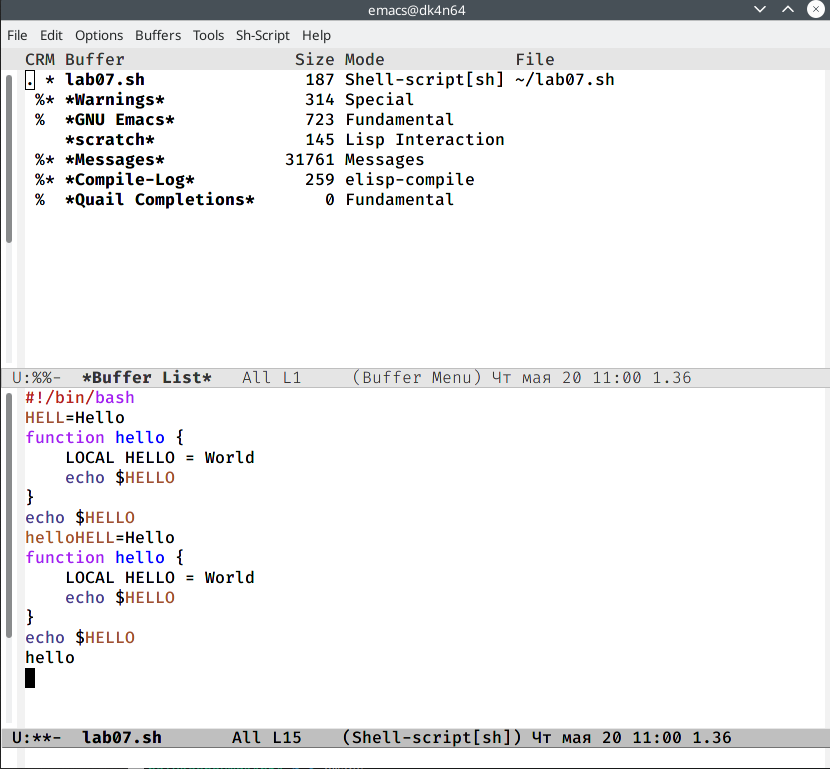 emacs@dk4n64
File Edit Options Buffers Tools Sh-Script Help
CRM Buffer Size Mode File
. * lab07.sh 187 Shell-script[sh] ~/lab07.sh
%* *Warnings* 314 Special
% *GNU Emacs* 723 Fundamental
*scratch* 145 Lisp Interaction
%* *Messages* 31761 Messages
%* *Compile-Log* 259 elisp-compile
% *Quail Completions* 0 Fundamental
U:%%- *Buffer List* All L1 (Buffer Menu) Чт мая 20 11:00 1.36
#!/bin/bash
HELL=Hello
function hello {
LOCAL HELLO = World
echo $HELLO
}
echo $HELLO
helloHELL=Hello
function hello {
LOCAL HELLO = World
echo $HELLO
}
echo $HELLO
hello
U:**- lab07.sh All L15 (Shell-script[sh]) Чт мая 20 11:00 1.36